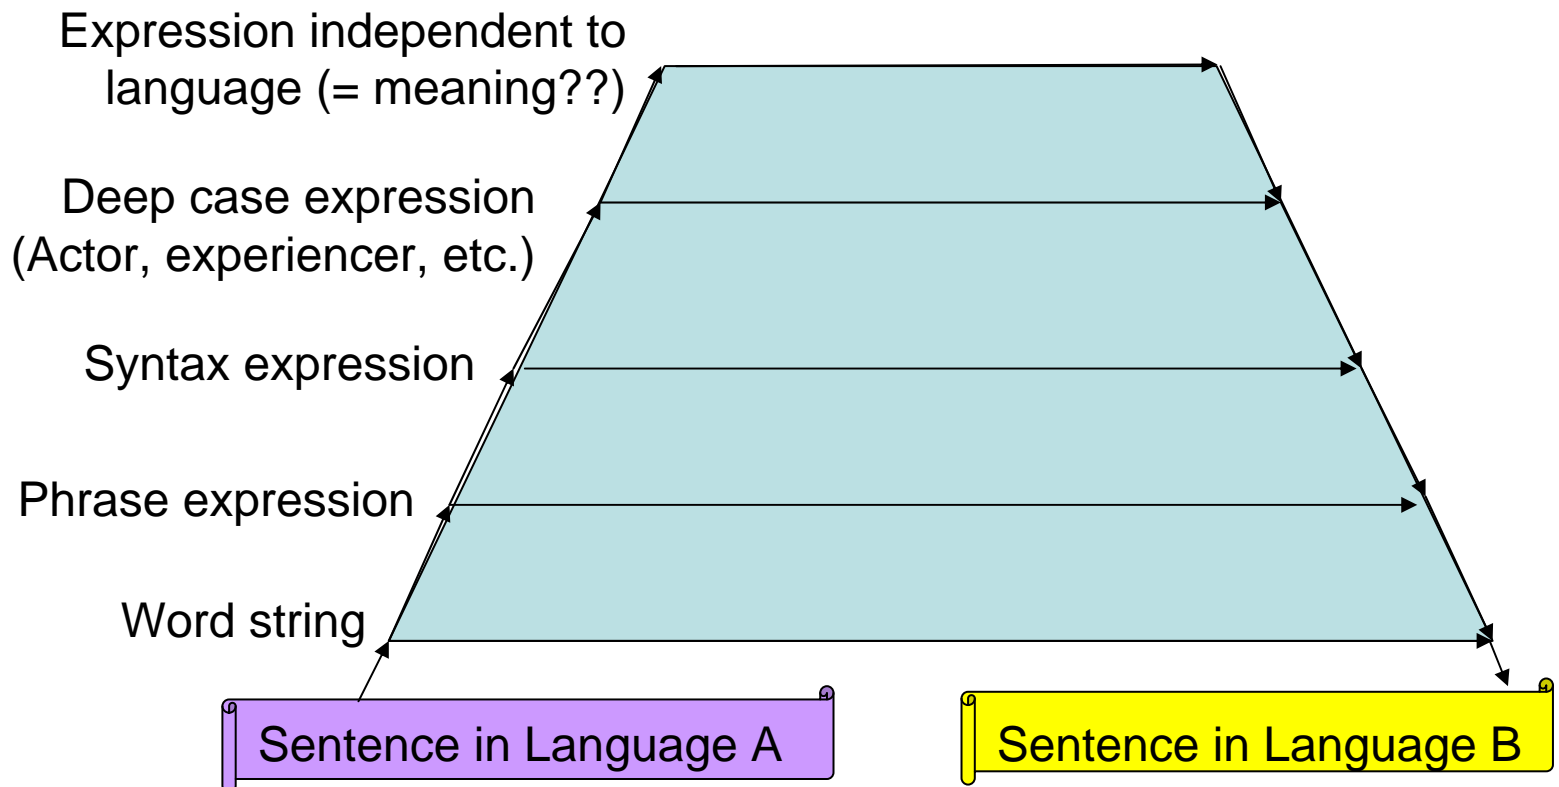 Expression independent to
language (= meaning??)
Deep case expression
(Actor, experiencer, etc.)
Syntax expression
Phrase expression
Word string
Sentence in Language A
Sentence in Language B